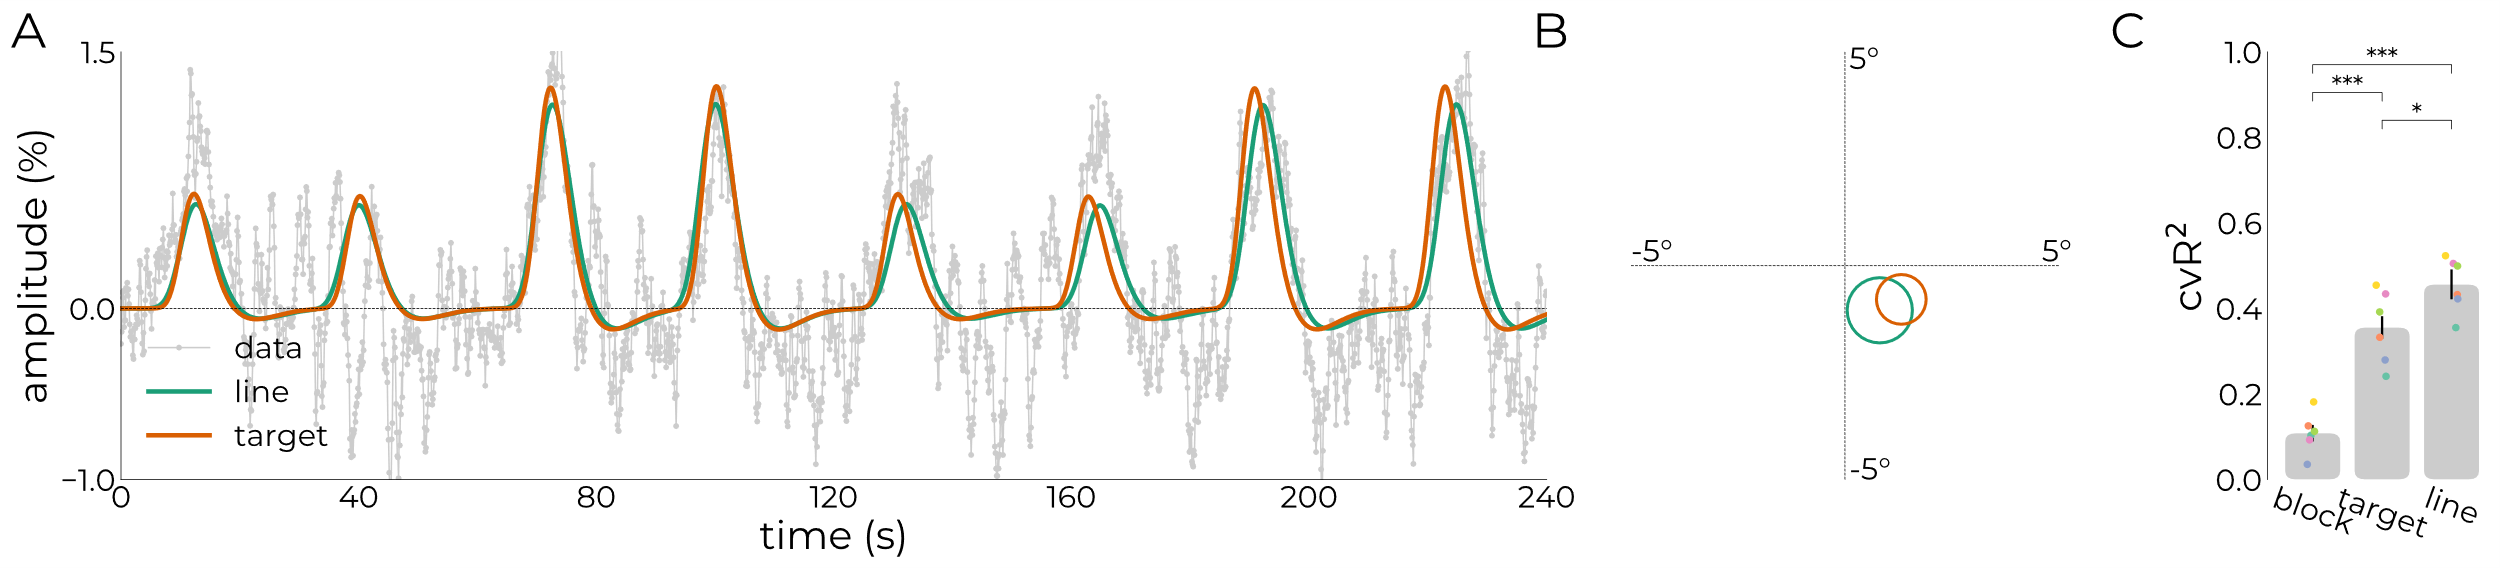 A
amplitude (%)
1.5
0.0
−1.0
data
line
target
0
40
80
120
160
200
240
time (s)
B
5°
-5°
5°
-5°
C
cvR²
1.0
0.8
0.6
0.4
0.2
0.0
***
***
*
block
target
line